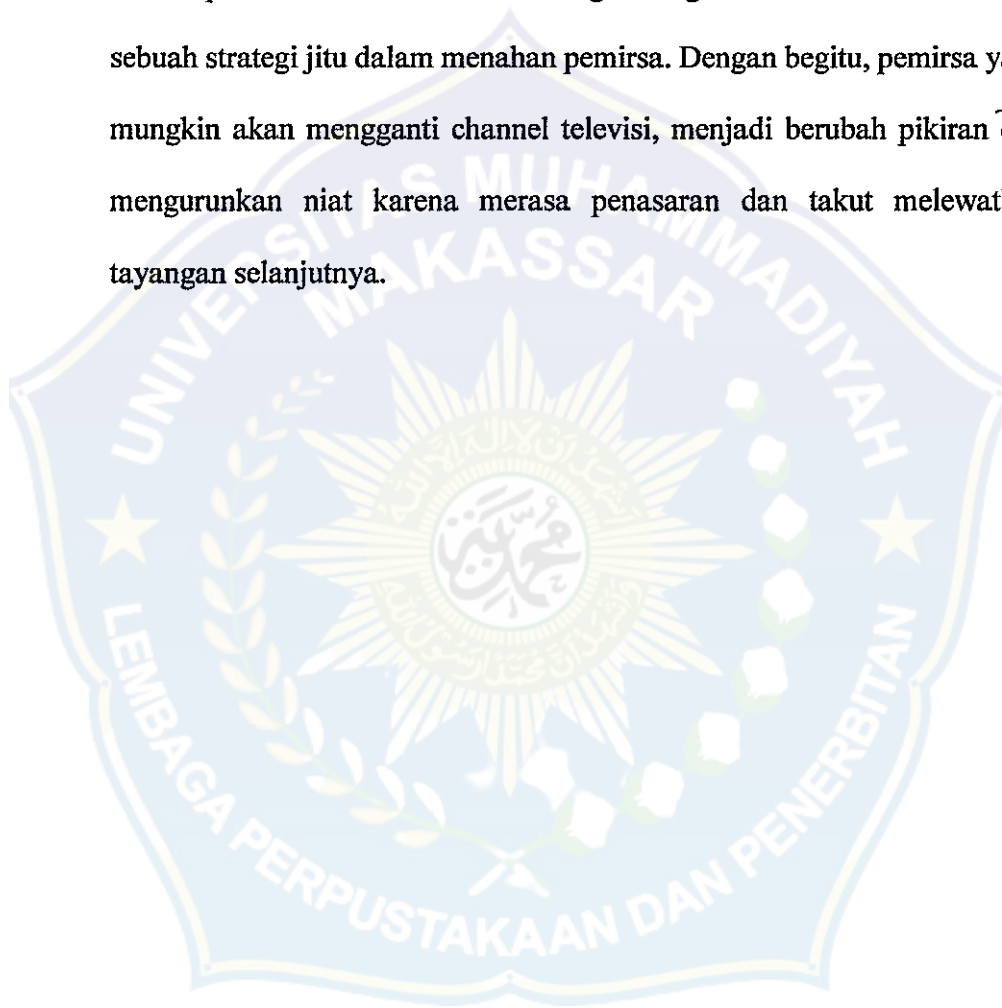 sebuah strategi jitu dalam menahan pemirsa. Dengan begitu, pemirsa
mungkin akan mengganti channel televisi, menjadi berubah pikiran
mengurunkan niat karena merasa penasaran dan takut
tayangan selanjutnya.
UNIVERSITAS MUHAMMADIYAH
MAKASSAR
محمد
LEMBAGA PERPUSTAKAAN DAN PENERBITAN